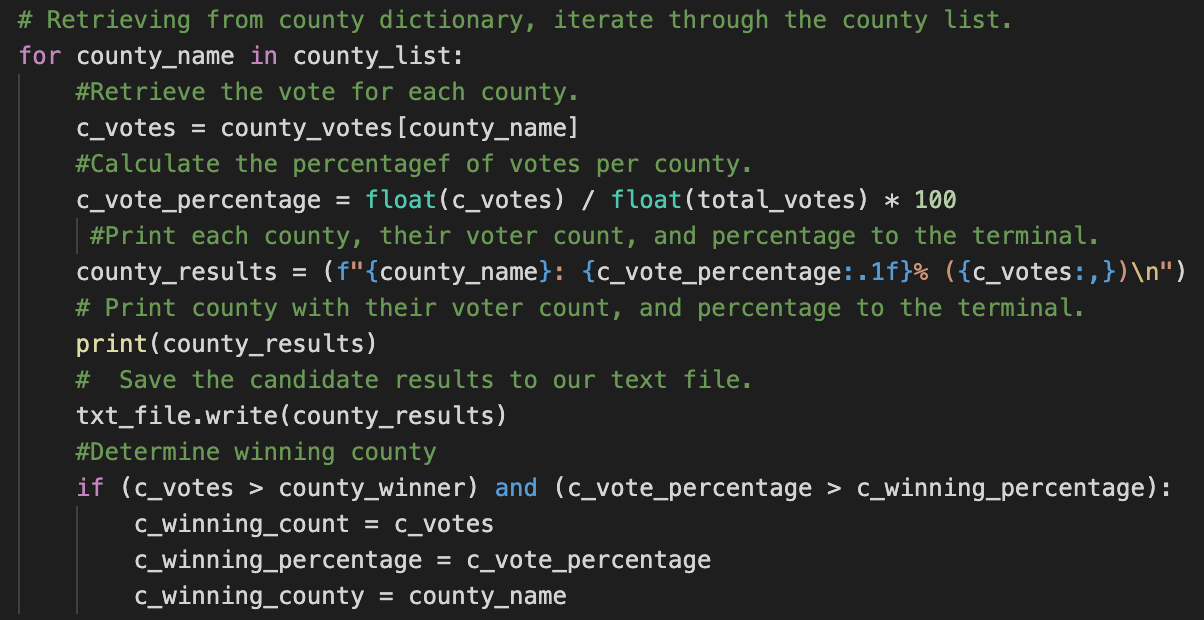 # Retrieving from county dictionary, iterate through the county list.
for county_name in county_list:
    #Retrieve the vote for each county.
    c_votes = county_votes[county_name]
    #Calculate the percentagef of votes per county.
    c_vote_percentage = float(c_votes) / float(total_votes) * 100
     #Print each county, their voter count, and percentage to the terminal.
    county_results = (f"{county_name}: {c_vote_percentage:.1f}% ({c_votes:,})\n")
    # Print county with their voter count, and percentage to the terminal.
    print(county_results)
    #  Save the candidate results to our text file.
    txt_file.write(county_results)
    #Determine winning county
    if (c_votes > county_winner) and (c_vote_percentage > c_winning_percentage):
        c_winning_count = c_votes
        c_winning_percentage = c_vote_percentage
        c_winning_county = county_name